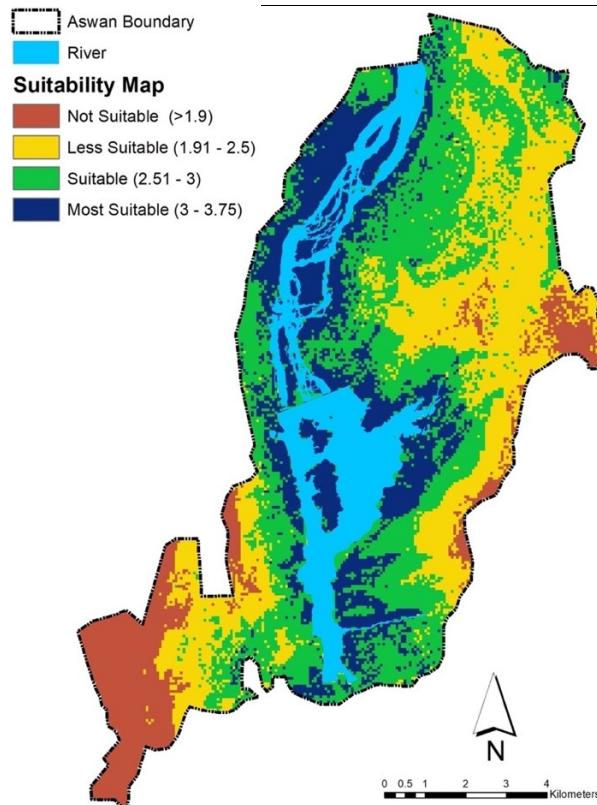 Aswan Boundary
River
Suitability Map
Not Suitable (>1.9)
Less Suitable (1.91 - 2.5)
Suitable (2.51 - 3)
Most Suitable (3 - 3.75)
N
0 0.5 1 2 3 4
Kilometers